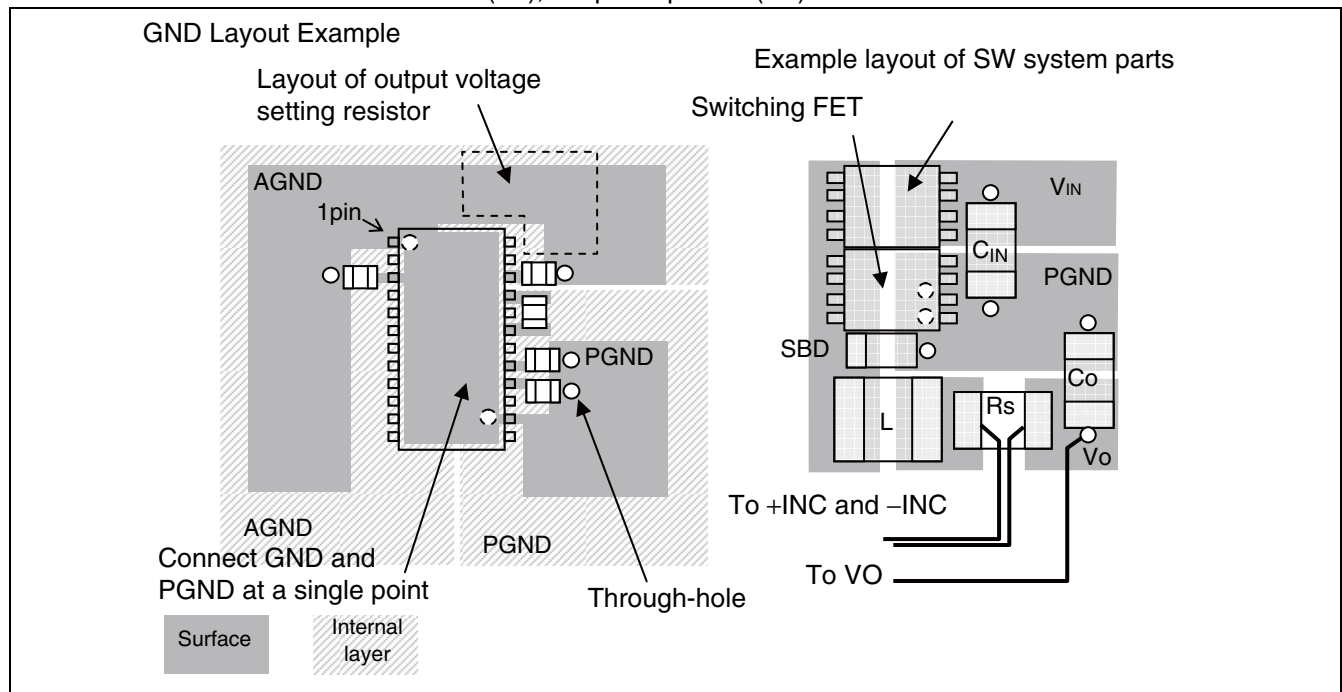 GND Layout Example
Layout of output voltage
setting resistor
AGND
1pin
PGND
AGND
PGND
Connect GND and
PGND at a single point
Through-hole
Surface
Internal
layer
Example layout of SW system parts
Switching FET
VIN
CIN
PGND
SBD
Co
L
Rs
Vo
To +INC and −INC
To VO